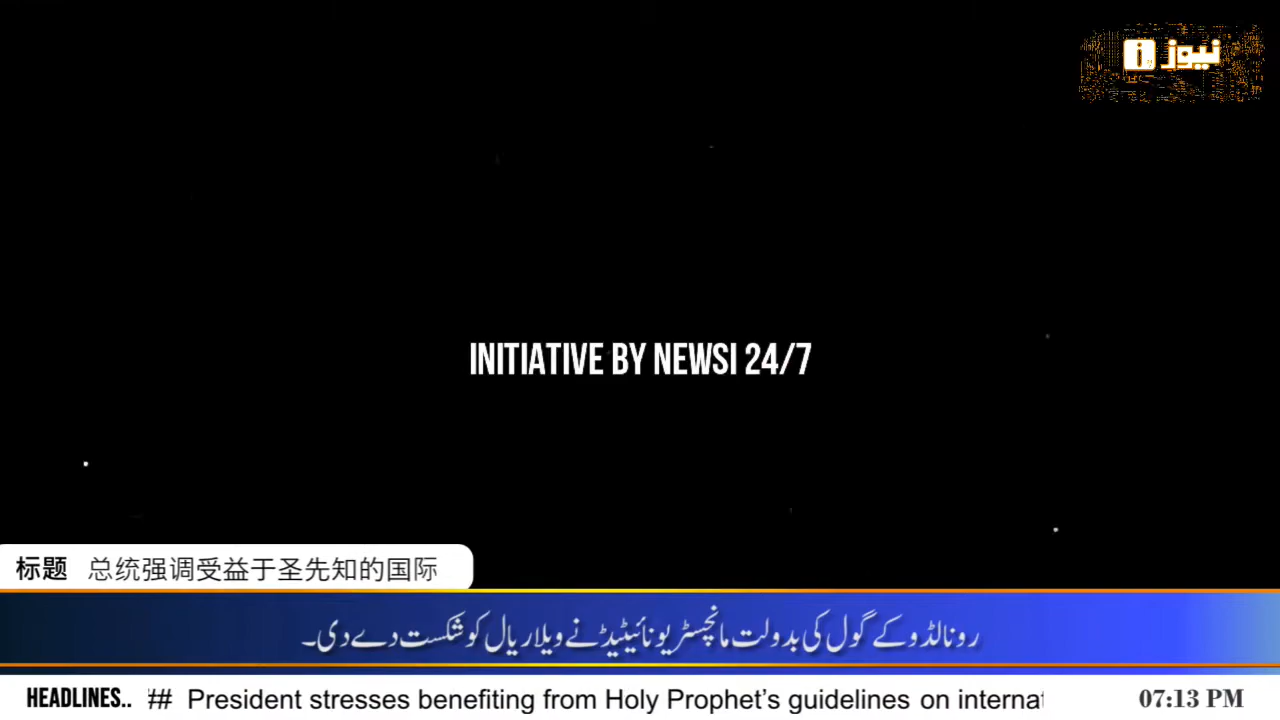 نیوز i
INITIATIVE BY NEWSI 24/7
标题 总统强调受益于圣先知的国际
رونالڈو کے گول کی بدولت مانچسٹر یونائیٹیڈ نے ویلاریال کو شکست دے دی۔
HEADLINES.. ## President stresses benefiting from Holy Prophet’s guidelines on internat 07:13 PM